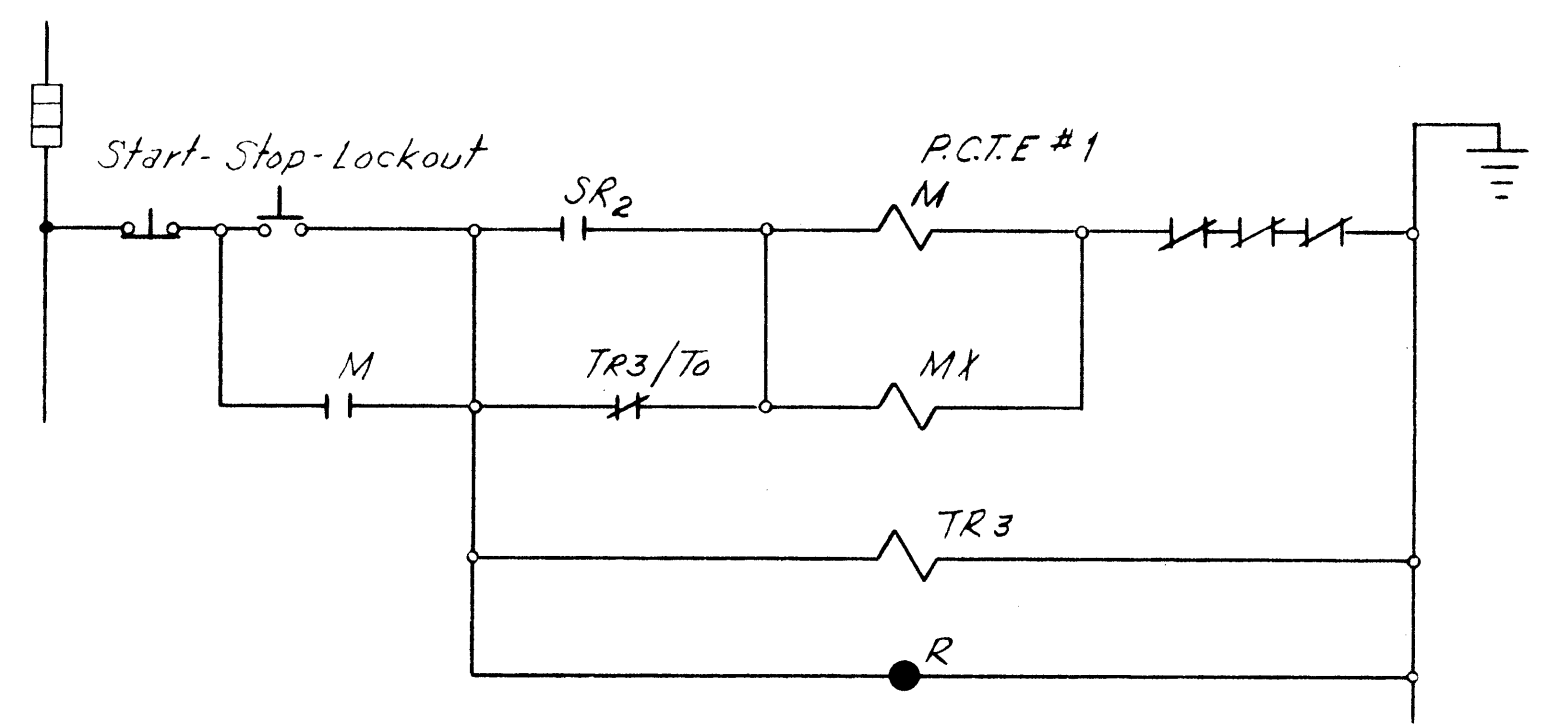 Start-Stop-Lockout
P.C.T.E #1
SR2
M
M
TR3/To
MX
TR3
R